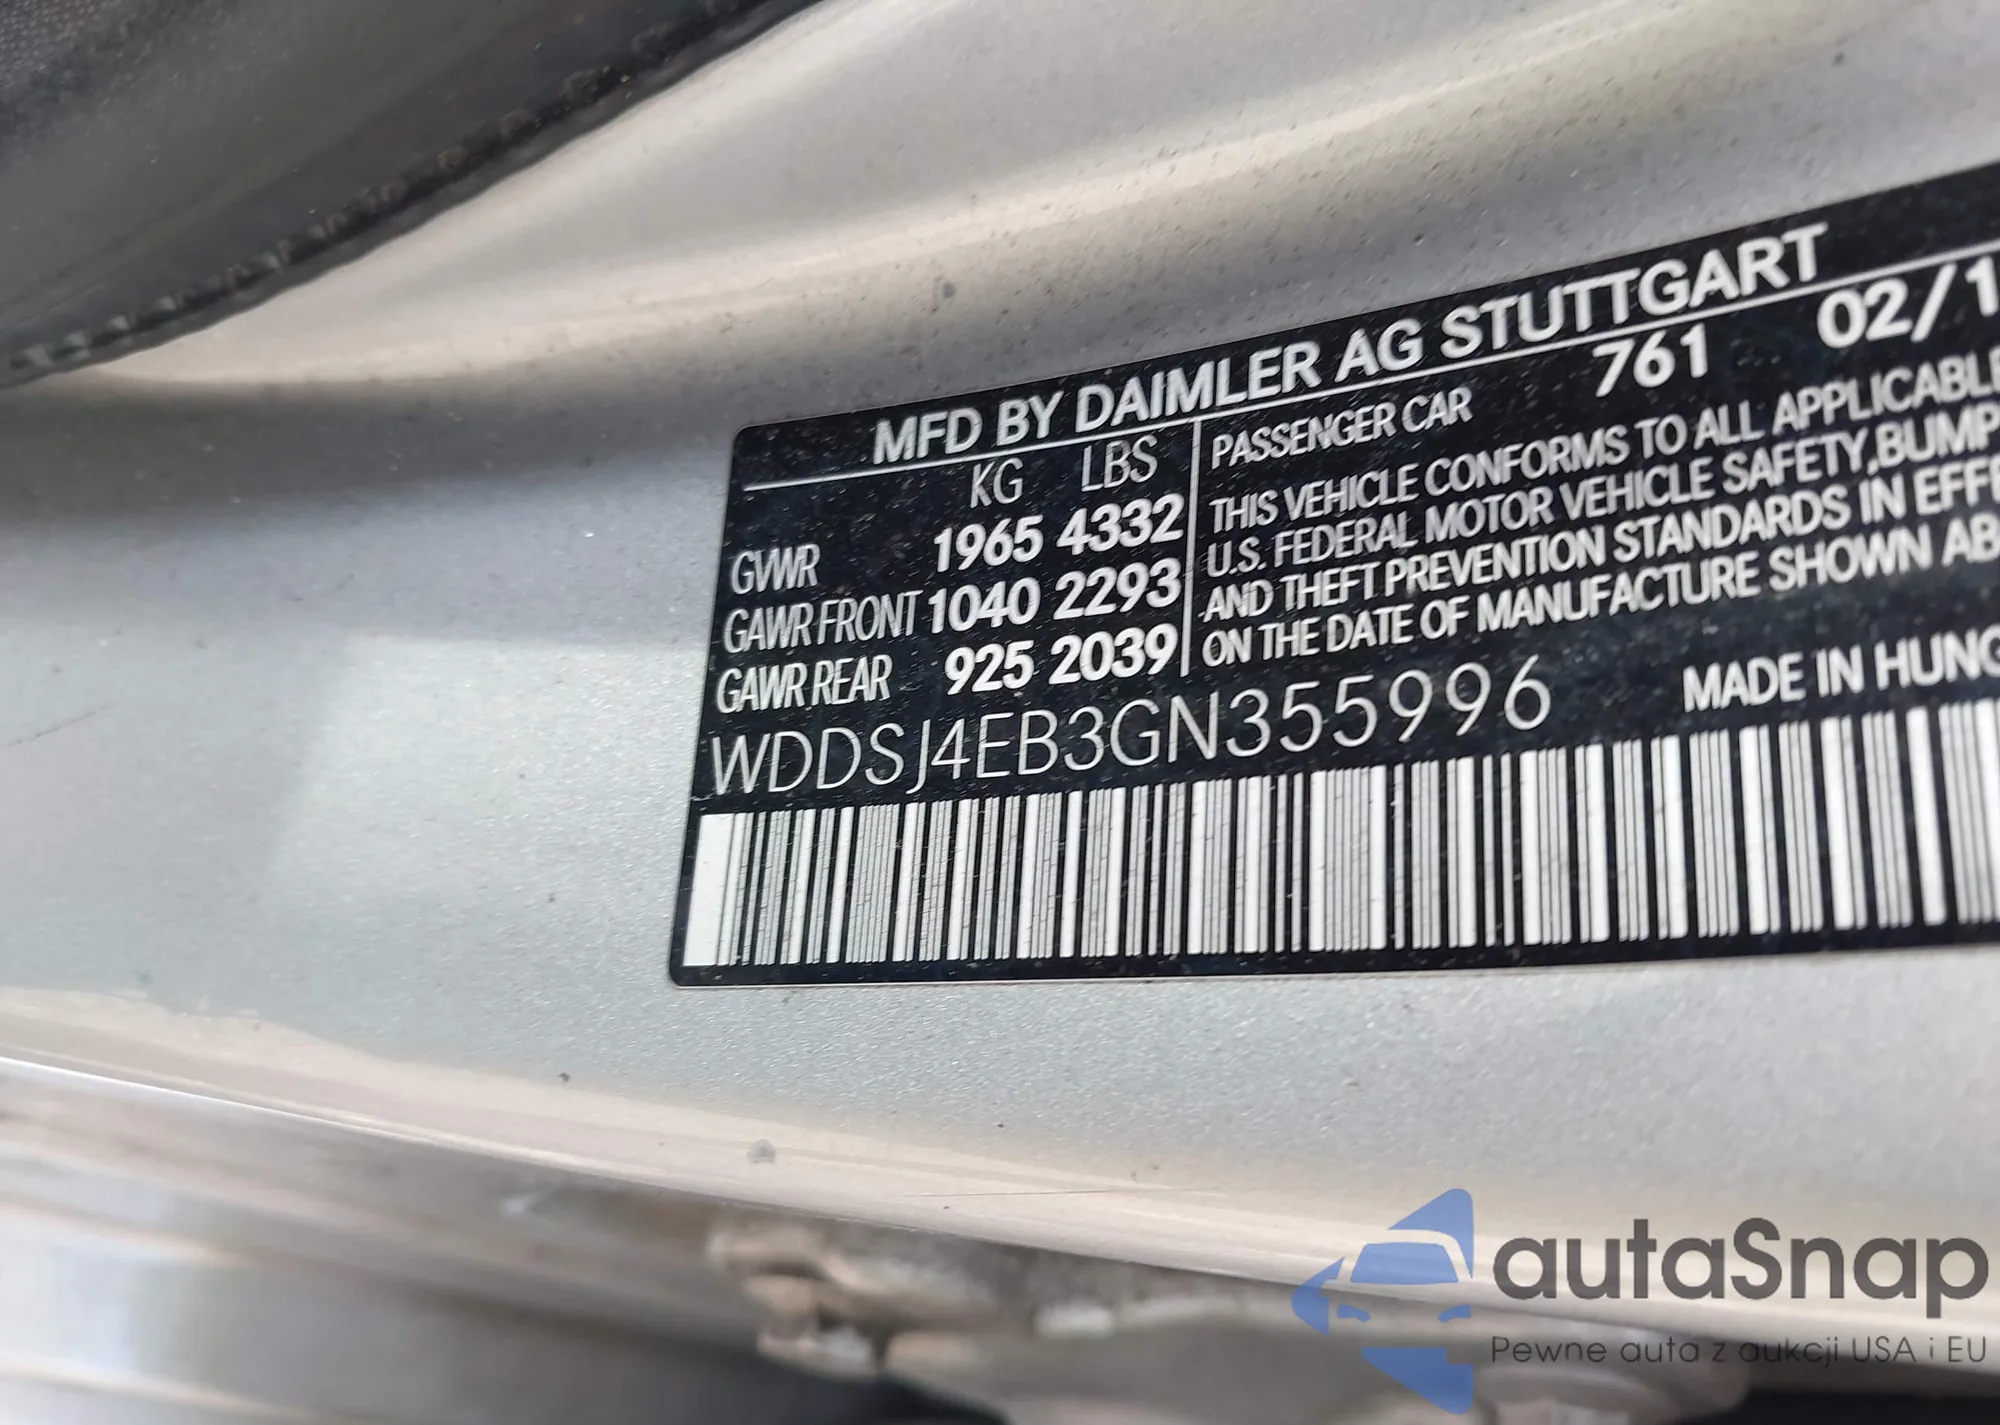 MFD BY DAIMLER AG STUTTGART
KG LBS
GVWR 1965 4332
GAWR FRONT 1040 2293
GAWR REAR 925 2039
PASSENGER CAR 761 02/1
THIS VEHICLE CONFORMS TO ALL APPLICABLE
U.S. FEDERAL MOTOR VEHICLE SAFETY, BUMP
AND THEFT PREVENTION STANDARDS IN EFFE
ON THE DATE OF MANUFACTURE SHOWN AB
WDDSJ4EB3GN355996 MADE IN HUNG
autaSnap
Pewne auta z aukcji USA i EU